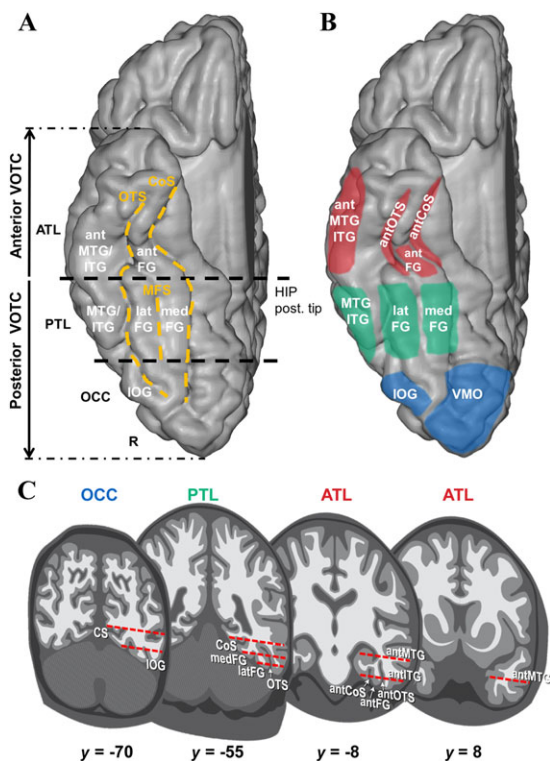 A
B
Anterior VOTC
Posterior VOTC
ATL
PTL
OCC
R
OTS
CoS
ant
MTG/
ITG
ant
FG
MFS
MTG/
ITG
lat
FG
med
FG
IOG
HIP
post. tip
ant
MTG
ITG
antOTS
antCoS
ant
FG
MTG
ITG
lat
FG
med
FG
IOG
VMO
C
OCC
PTL
ATL
ATL
CS
IOG
CoS
medFG
latFG
OTS
antMTG
antITG
antCoS
antOTS
antFG
antMTG
y = -70
y = -55
y = -8
y = 8